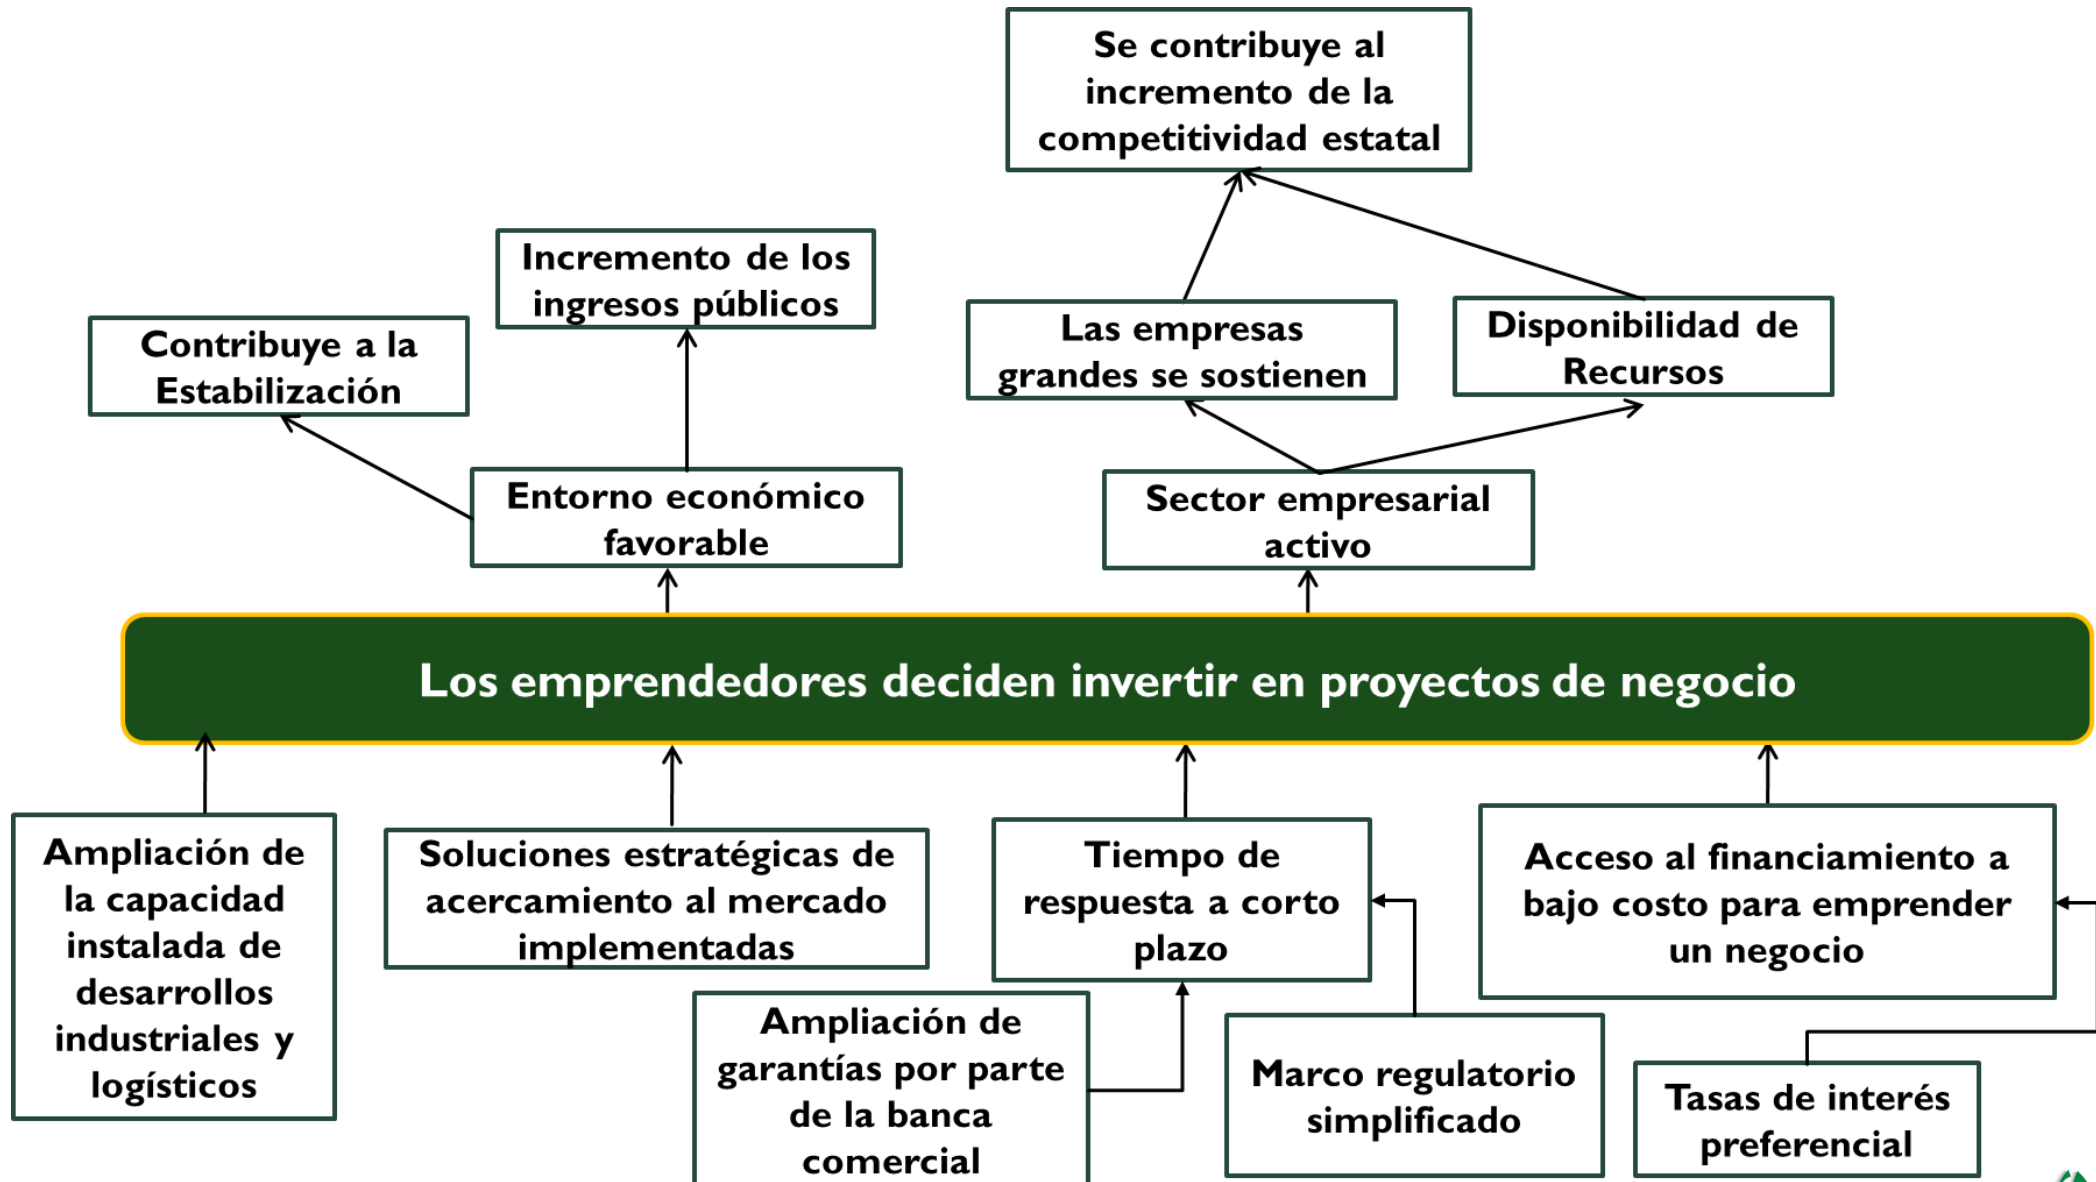 Se contribuye al
incremento de la
competitividad estatal
Incremento de los
ingresos públicos
Contribuye a la
Estabilización
Las empresas
grandes se sostienen
Disponibilidad de
Recursos
Entorno económico
favorable
Sector empresarial
activo
Los emprendedores deciden invertir en proyectos de negocio
Ampliación de
la capacidad
instalada de
desarrollos
industriales y
logísticos
Soluciones estratégicas de
acercamiento al mercado
implementadas
Tiempo de
respuesta a corto
plazo
Acceso al financiamiento a
bajo costo para emprender
un negocio
Ampliación de
garantías por parte
de la banca
comercial
Marco regulatorio
simplificado
Tasas de interés
preferencial